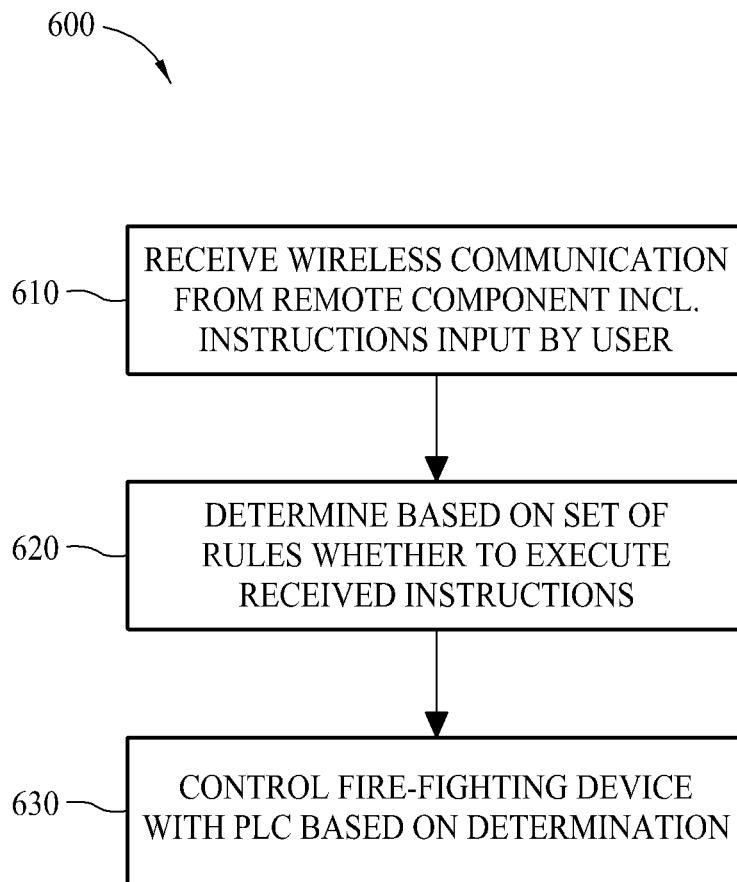 600
610
RECEIVE WIRELESS COMMUNICATION
FROM REMOTE COMPONENT INCL.
INSTRUCTIONS INPUT BY USER
620
DETERMINE BASED ON SET OF
RULES WHETHER TO EXECUTE
RECEIVED INSTRUCTIONS
630
CONTROL FIRE-FIGHTING DEVICE
WITH PLC BASED ON DETERMINATION